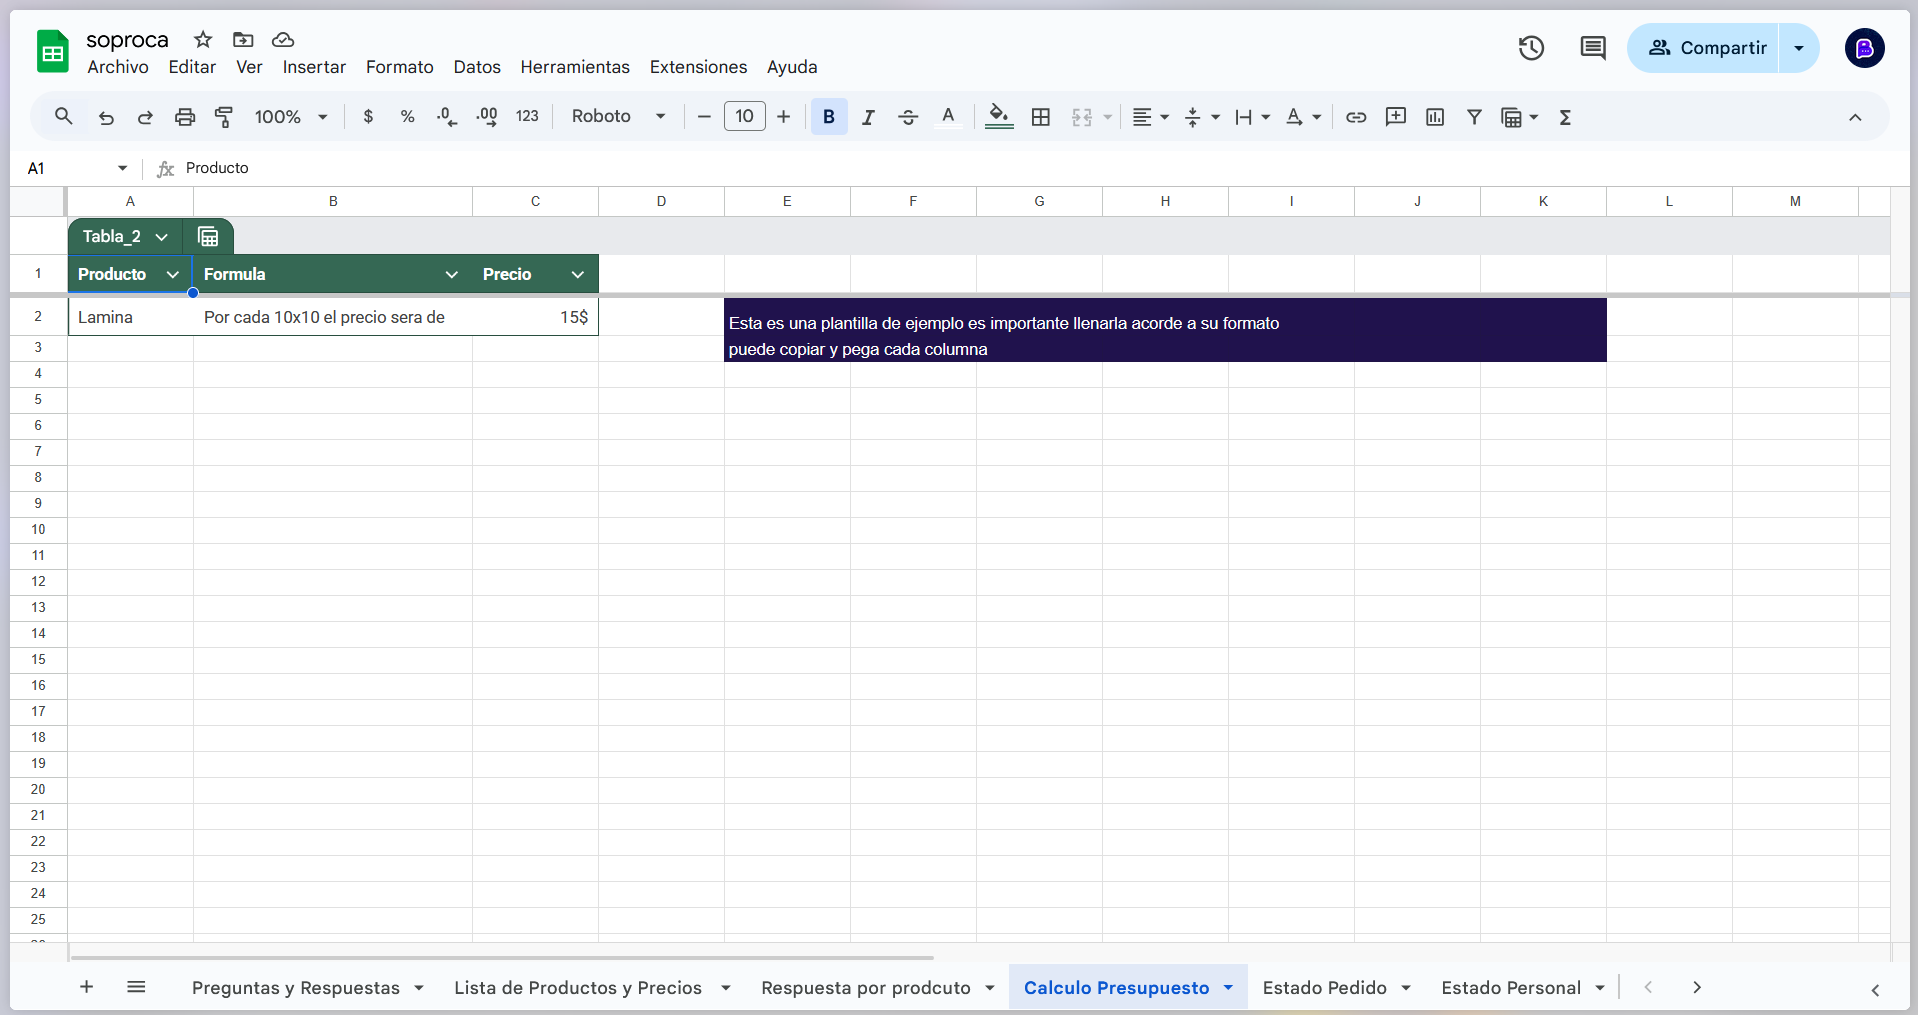 soproca
Archivo Editar Ver Insertar Formato Datos Herramientas Extensiones Ayuda
Compartir
100% $ % .0 .00 123 Roboto 10 B I A
A1 fx Producto
A B C D E F G H I J K L M
Tabla_2
1 Producto Formula Precio
2 Lamina Por cada 10x10 el precio sera de 15$ Esta es una plantilla de ejemplo es importante llenarla acorde a su formato
3 puede copiar y pega cada columna
4
5
6
7
8
9
10
11
12
13
14
15
16
17
18
19
20
21
22
23
24
25
Preguntas y Respuestas Lista de Productos y Precios Respuesta por prodcuto Calculo Presupuesto Estado Pedido Estado Personal